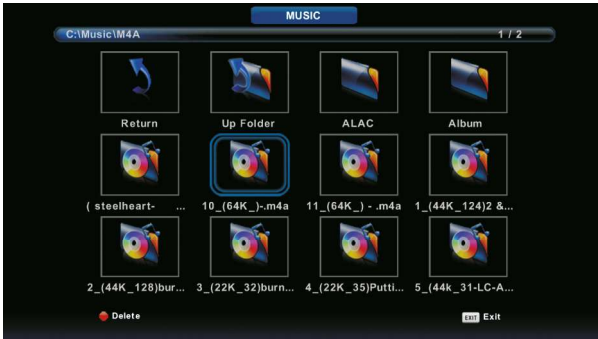 MUSIC
C:\Music\M4A 1 / 2
Return Up Folder ALAC Album
( steelheart- ... 10_(64K_)-.m4a 11_(64K_) - .m4a 1_(44K_124)2 &...
2_(44K_128)bur... 3_(22K_32)burn... 4_(22K_35)Putti... 5_(44k_31-LC-A...
Delete EXIT Exit